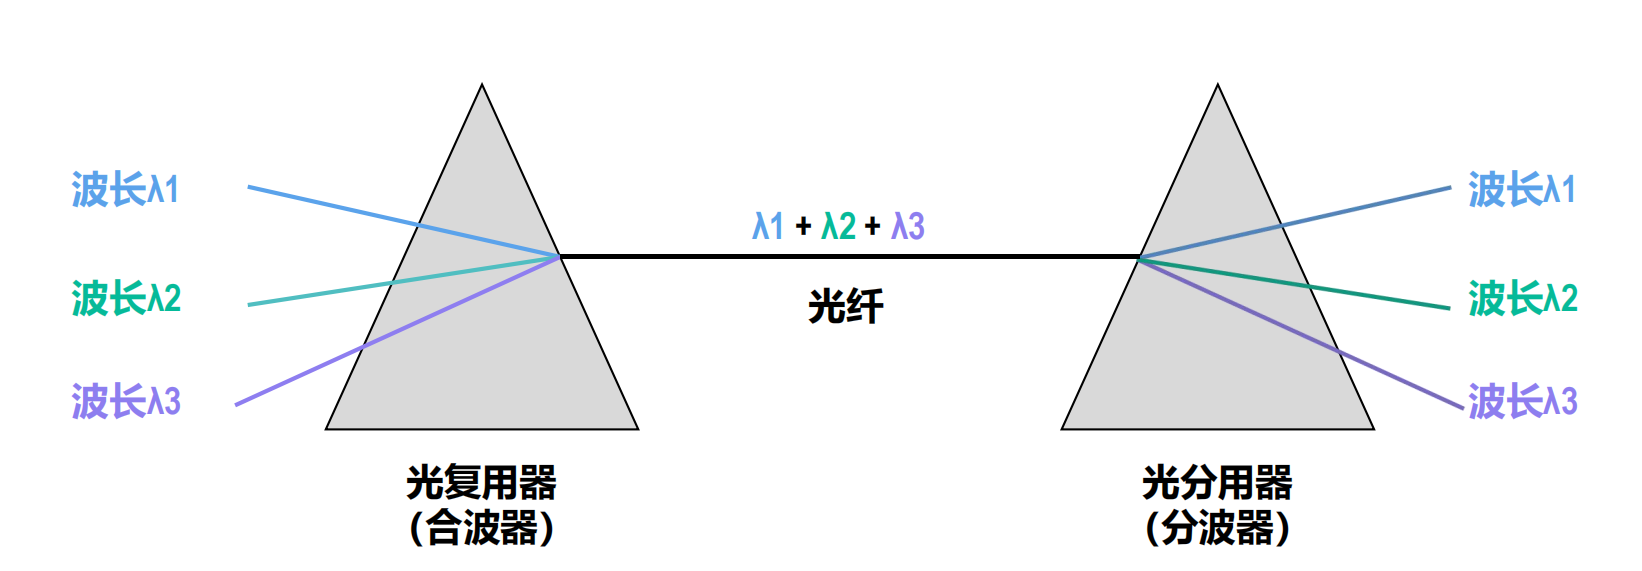 波长λ1
波长λ2
波长λ3
λ1 + λ2 + λ3
光纤
波长λ1
波长λ2
波长λ3
光复用器
(合波器)
光分用器
(分波器)